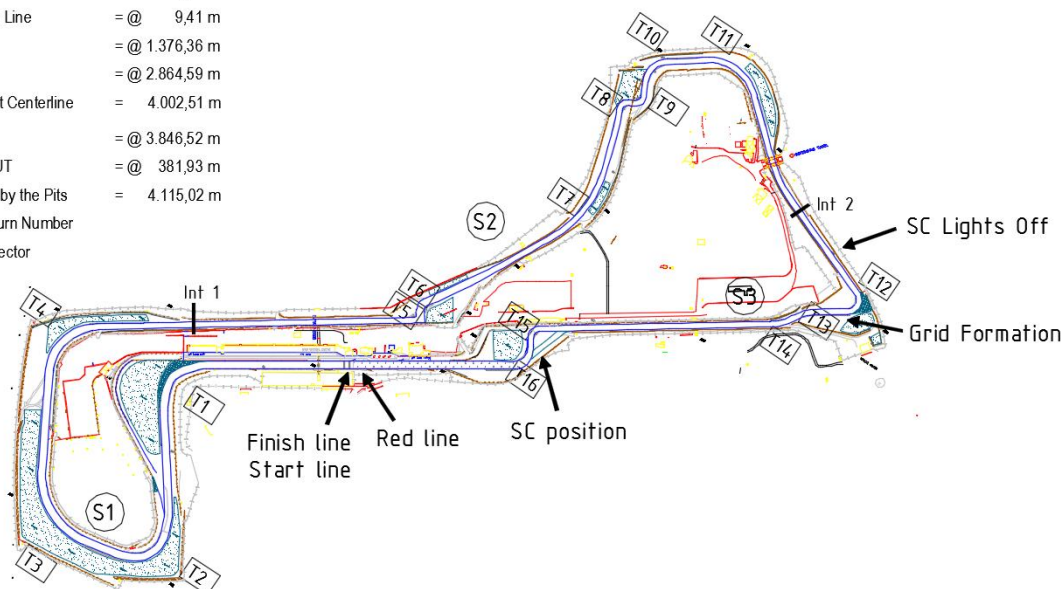 Line = @ 9,41 m
= @ 1.376,36 m
= @ 2.864,59 m
t Centerline = 4.002,51 m
= @ 3.846,52 m
UT = @ 381,93 m
by the Pits = 4.115,02 m
urn Number
ector
T10
T11
T8
T9
T7
S2
Int 2
SC Lights Off
T12
T6
T5
Int 1
T4
S3
T15
T13
Grid Formation
T14
T16
T1
Finish line
Start line
Red line
SC position
S1
T3
T2